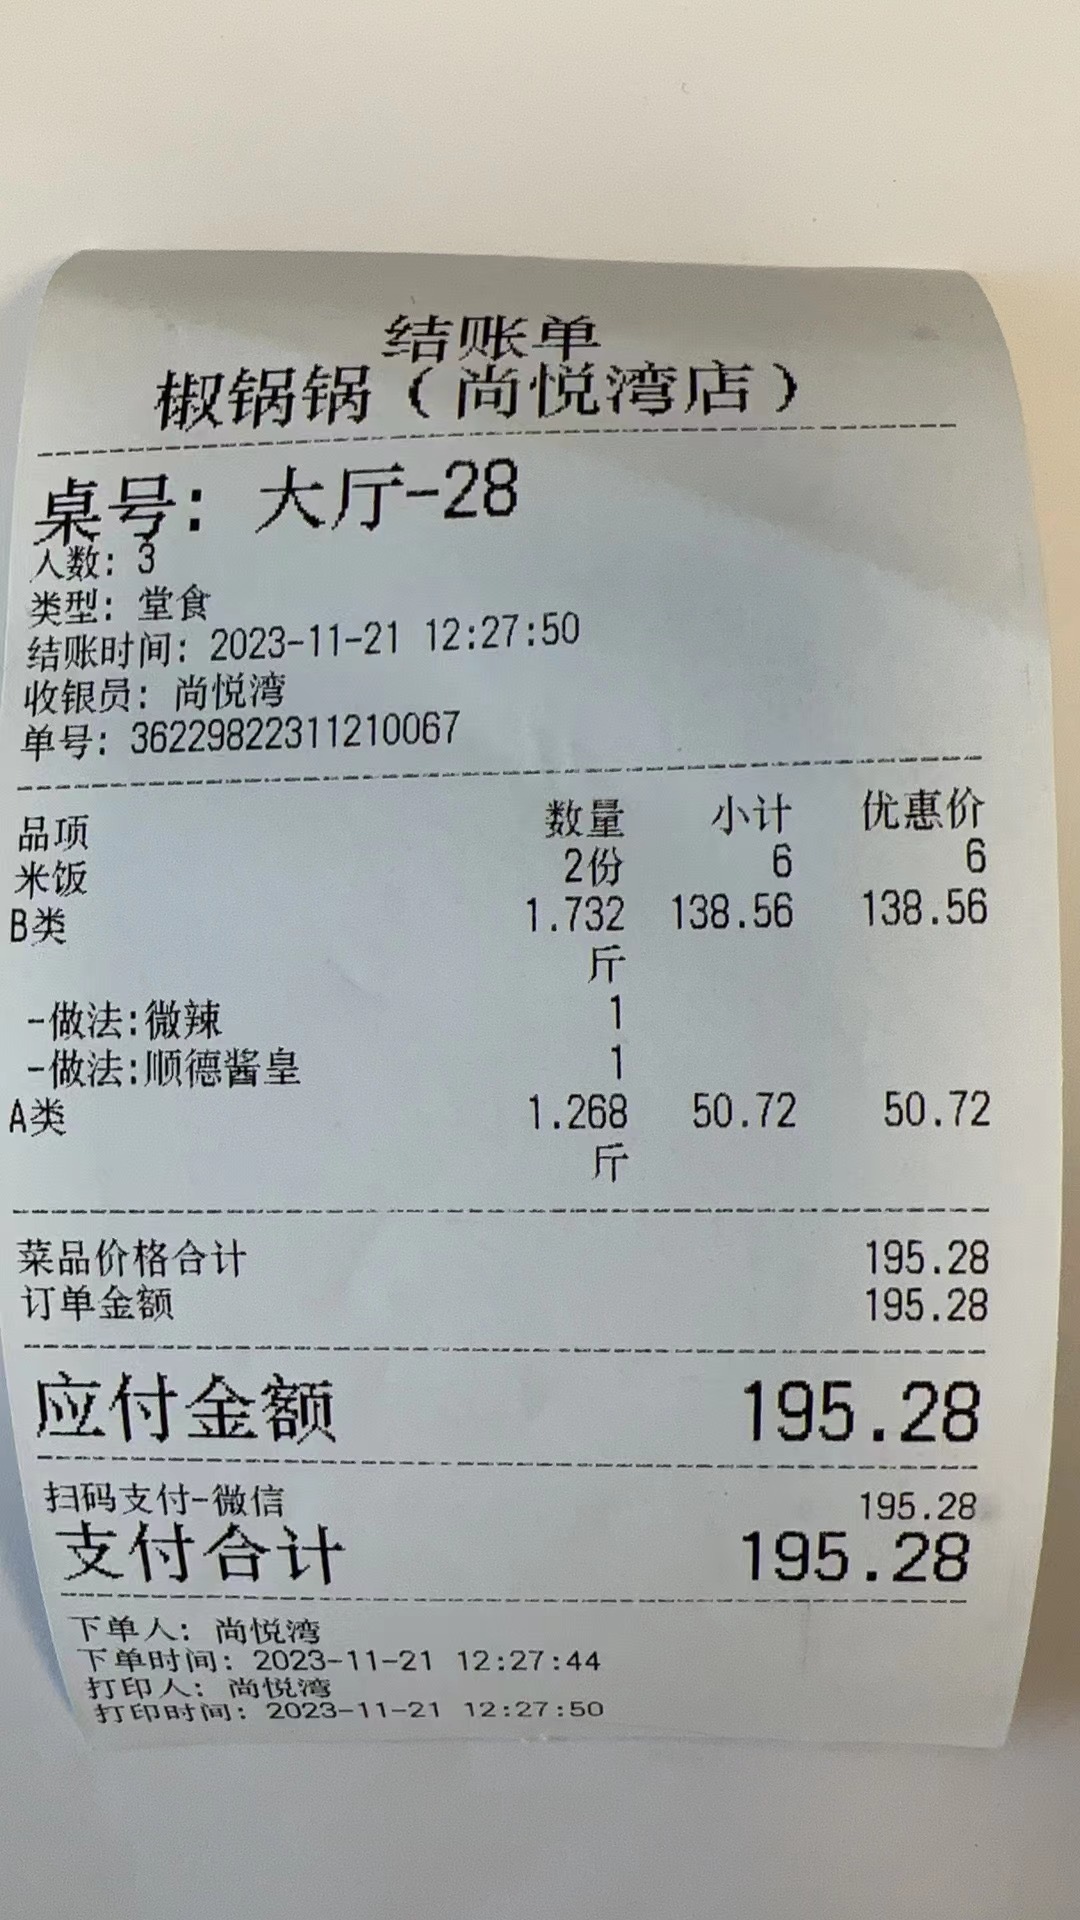 结账单
椒锅锅（尚悦湾店）
桌号：大厅-28
人数：3
类型：堂食
结账时间：2023-11-21 12:27:50
收银员：尚悦湾
单号：36229822311210067
品项 数量 小计 优惠价
米饭 2份 6 6
B类 1.732 138.56 138.56
斤
-做法:微辣 1
-做法:顺德酱皇 1
A类 1.268 50.72 50.72
斤
菜品价格合计 195.28
订单金额 195.28
应付金额 195.28
扫码支付-微信 195.28
支付合计 195.28
下单人：尚悦湾
下单时间：2023-11-21 12:27:44
打印人：尚悦湾
打印时间：2023-11-21 12:27:50